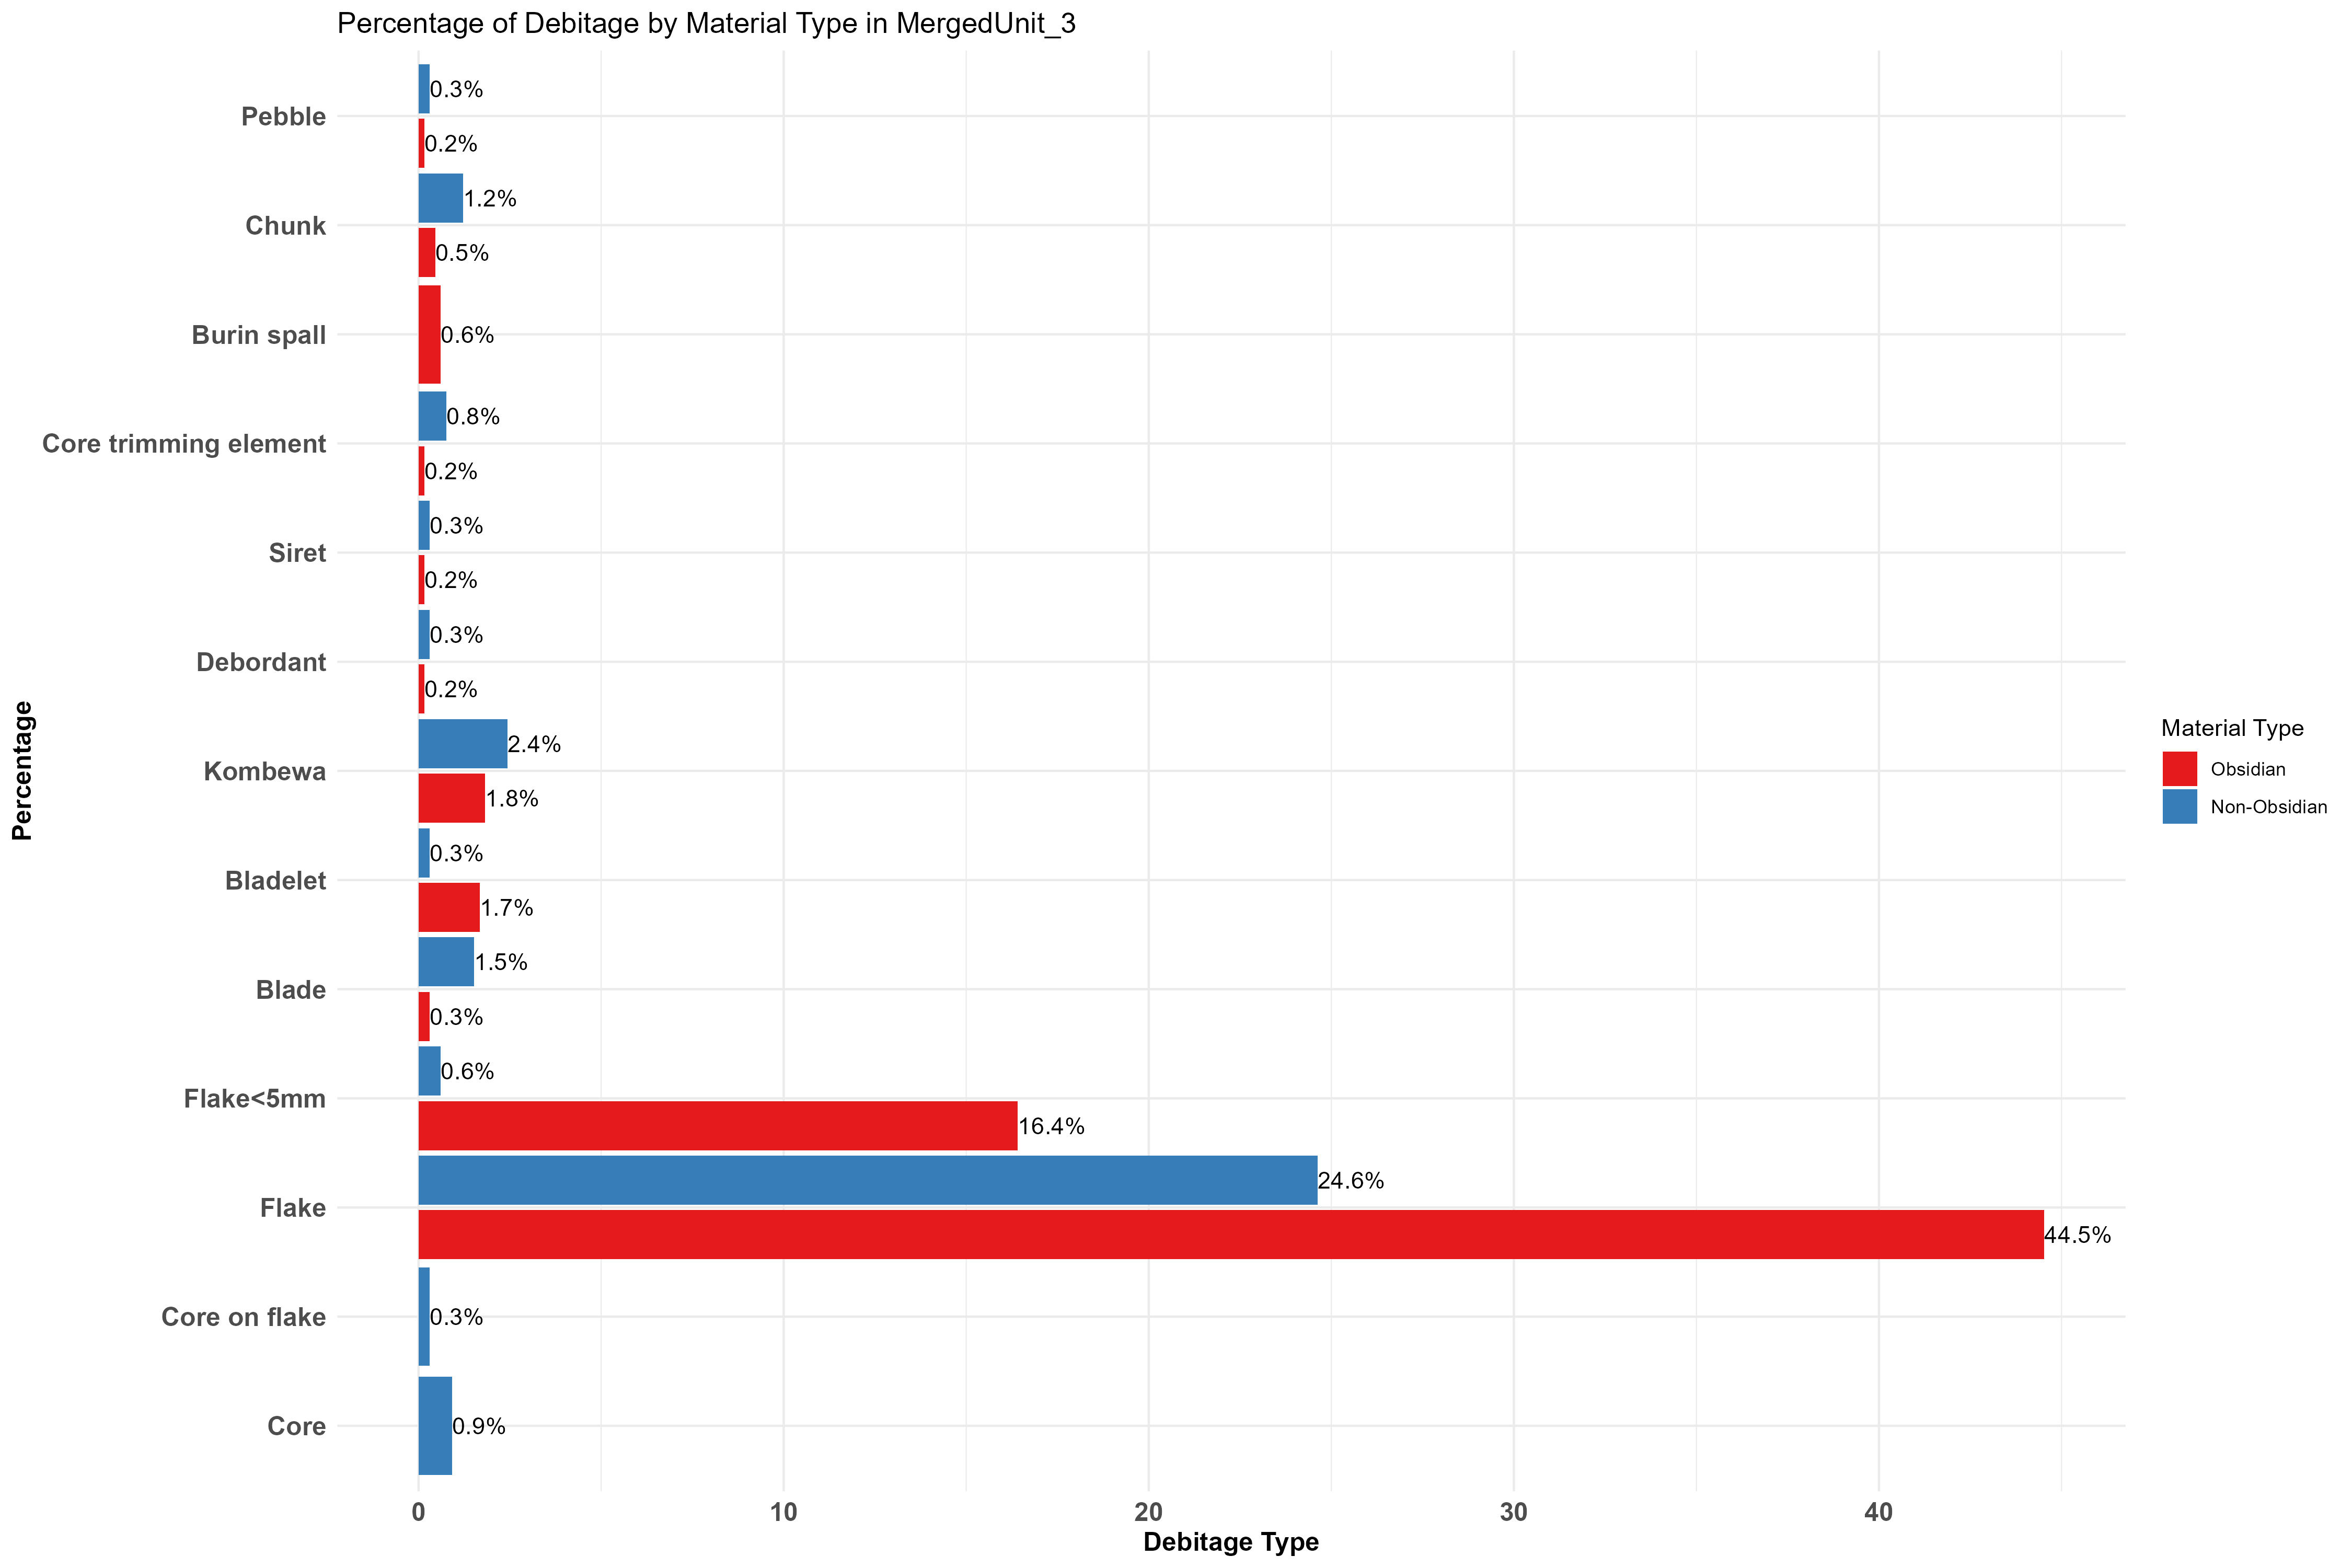 Percentage of Debitage by Material Type in MergedUnit_3
Percentage
Pebble
0.3%
0.2%
Chunk
1.2%
0.5%
Burin spall
0.6%
Core trimming element
0.8%
0.2%
Siret
0.3%
0.2%
Debordant
0.3%
0.2%
Kombewa
2.4%
1.8%
Bladelet
0.3%
1.7%
Blade
1.5%
0.3%
Flake<5mm
0.6%
16.4%
Flake
24.6%
44.5%
Core on flake
0.3%
Core
0.9%
0 10 20 30 40
Debitage Type
Material Type
Obsidian
Non-Obsidian